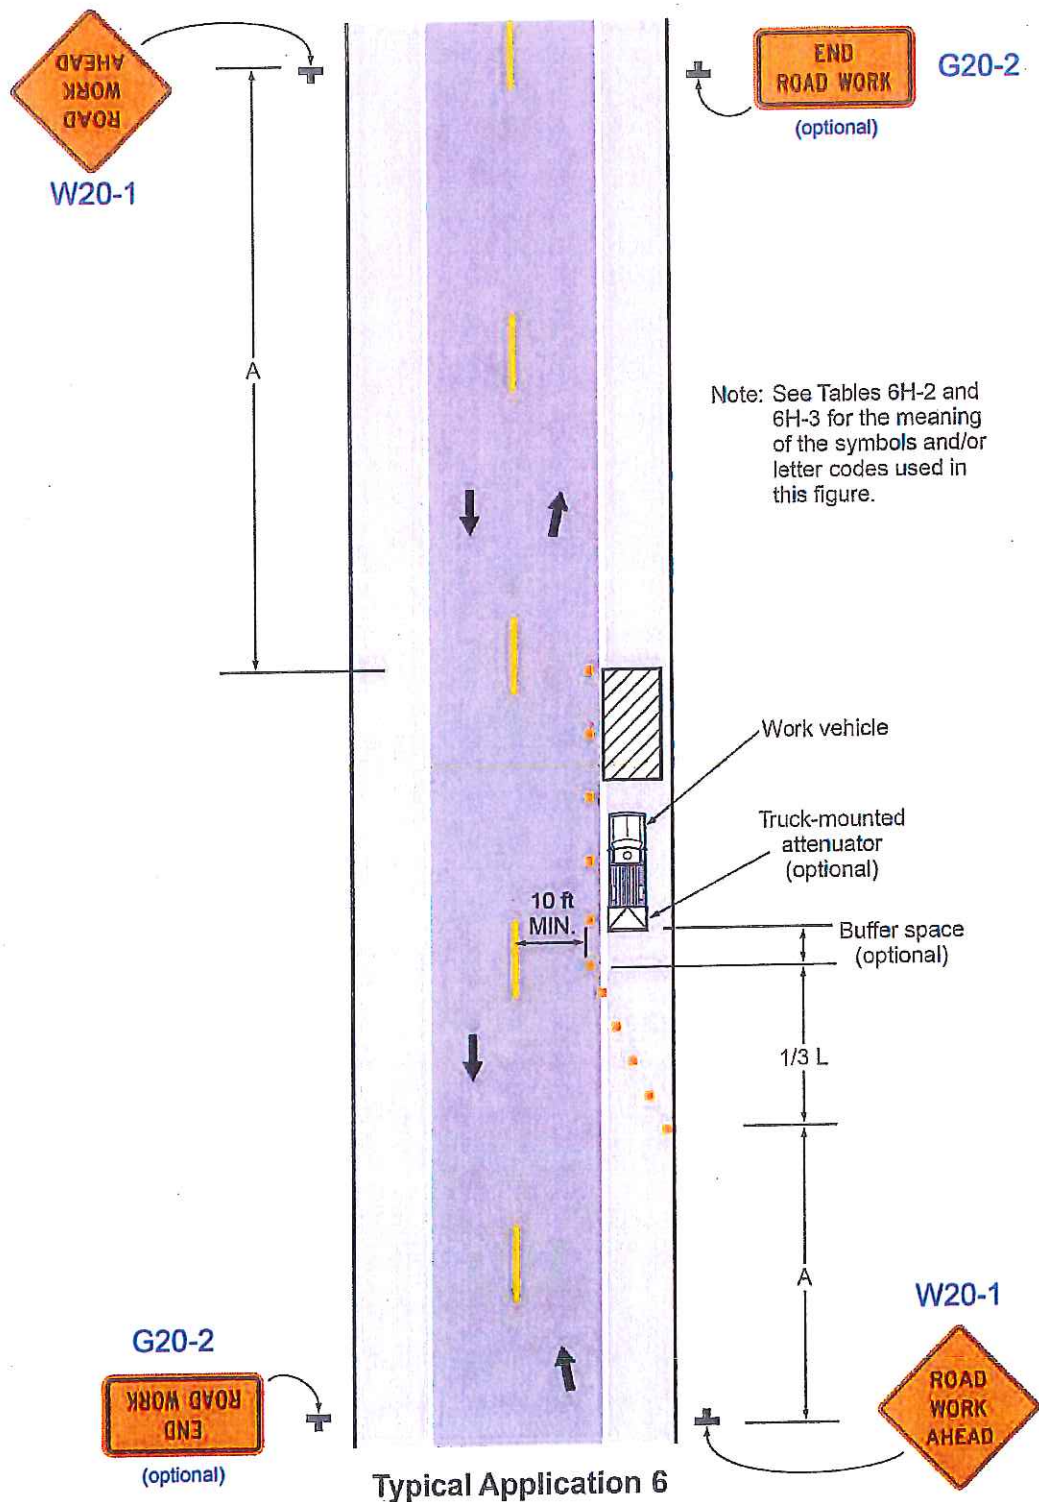 ROAD
WORK
AHEAD
W20-1
END
ROAD WORK
(optional)
G20-2
A
Note: See Tables 6H-2 and
6H-3 for the meaning
of the symbols and/or
letter codes used in
this figure.
Work vehicle
Truck-mounted
attenuator
(optional)
10 ft
MIN.
Buffer space
(optional)
1/3 L
A
W20-1
ROAD
WORK
AHEAD
G20-2
END
ROAD WORK
(optional)
Typical Application 6